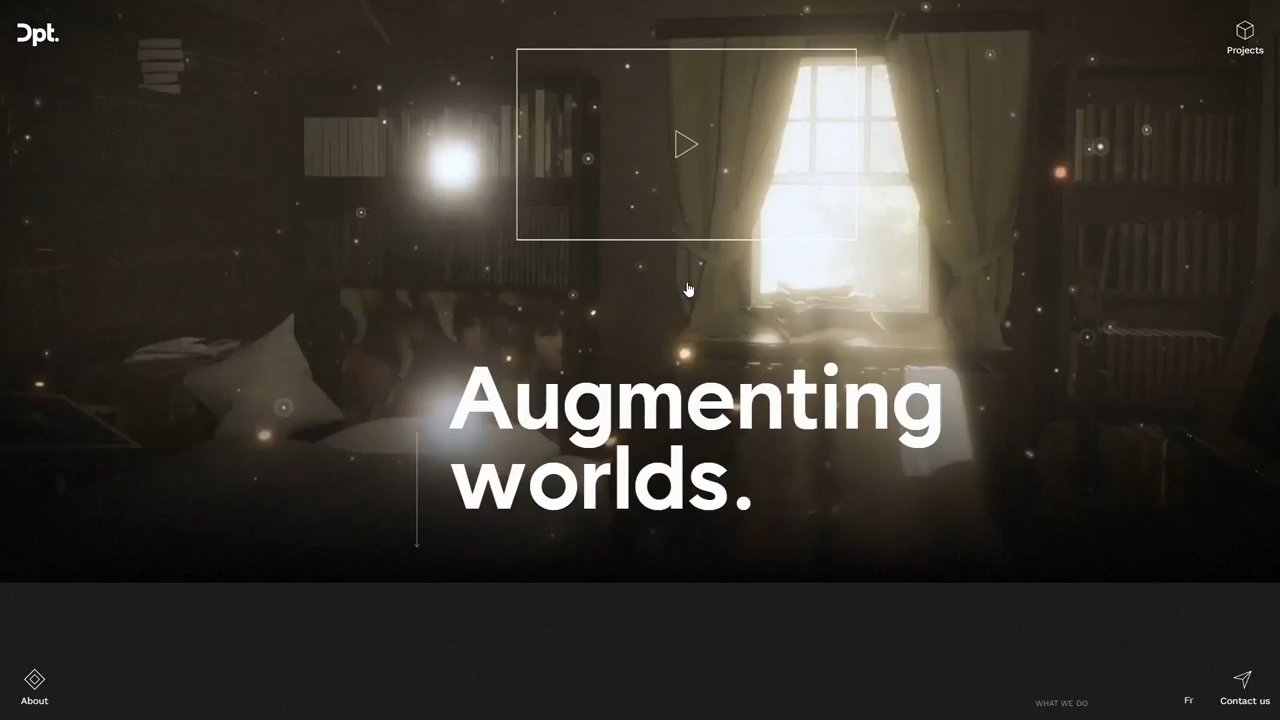 Dpt.
Projects
Augmenting
worlds.
About
WHAT WE DO
Fr
Contact us